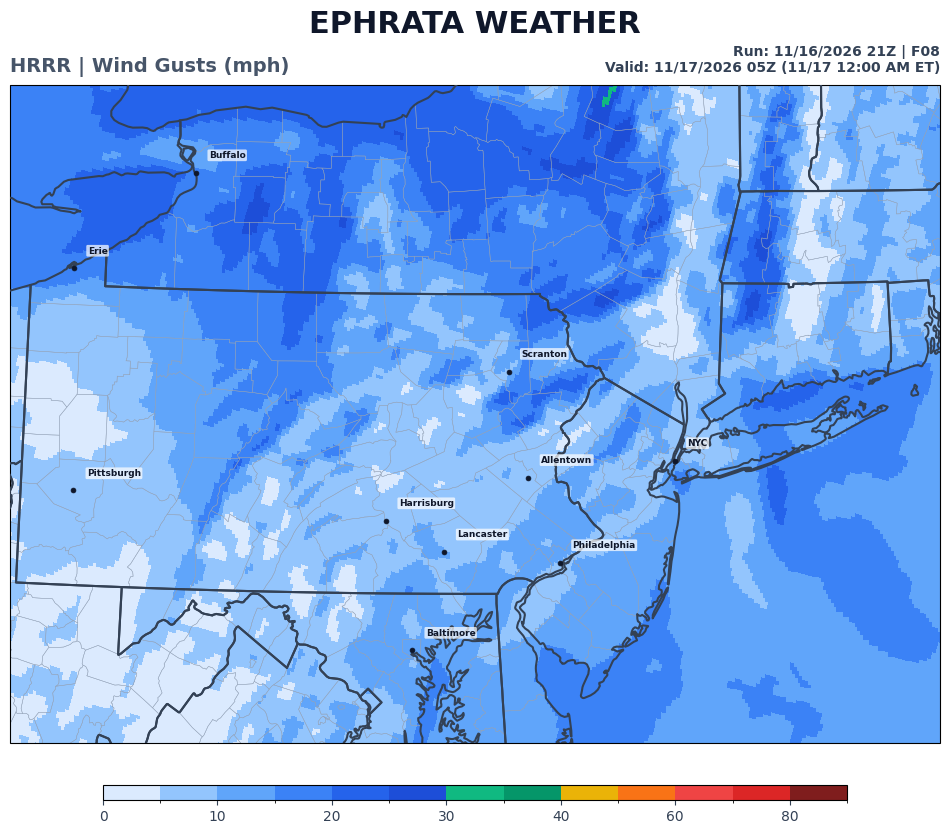 EPHRATA WEATHER
HRRR | Wind Gusts (mph)
Run: 11/16/2026 21Z | F08
Valid: 11/17/2026 05Z (11/17 12:00 AM ET)
Buffalo
Erie
Scranton
NYC
Allentown
Pittsburgh
Harrisburg
Lancaster
Philadelphia
Baltimore
0 10 20 30 40 60 80